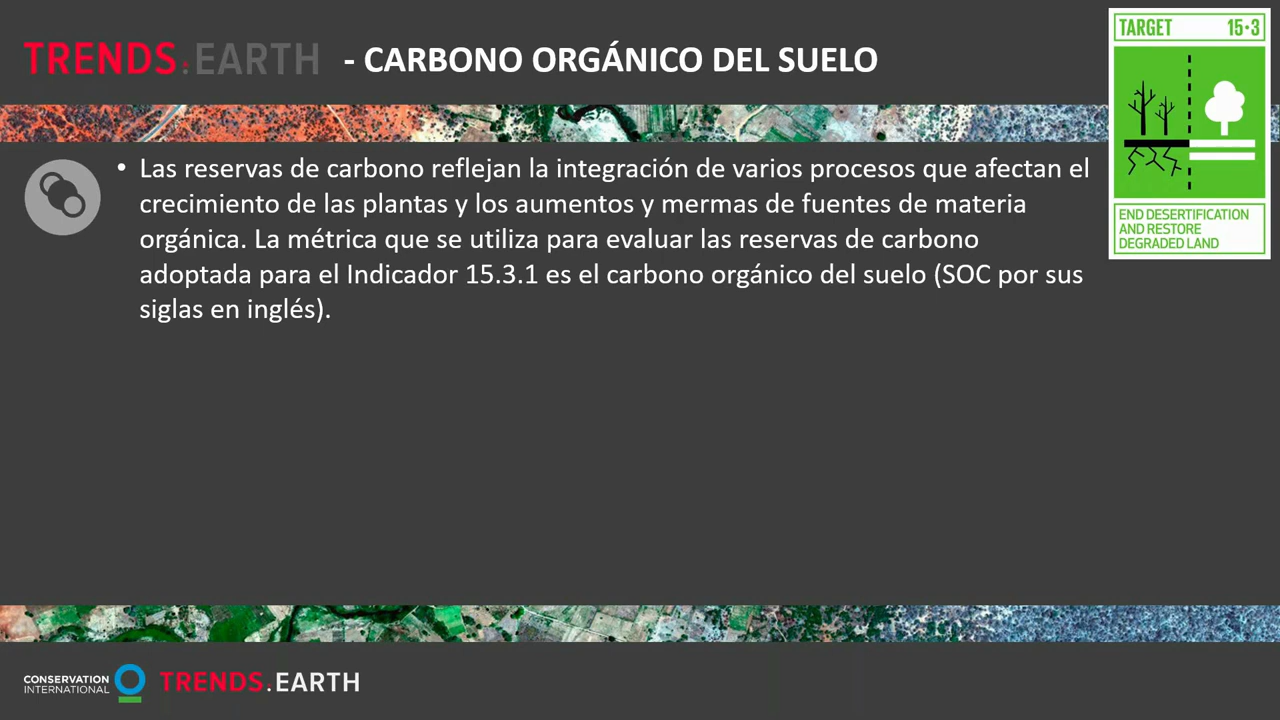 TRENDS.EARTH - CARBONO ORGÁNICO DEL SUELO
TARGET 15·3
• Las reservas de carbono reflejan la integración de varios procesos que afectan el
crecimiento de las plantas y los aumentos y mermas de fuentes de materia
orgánica. La métrica que se utiliza para evaluar las reservas de carbono
adoptada para el Indicador 15.3.1 es el carbono orgánico del suelo (SOC por sus
siglas en inglés).
END DESERTIFICATION
AND RESTORE
DEGRADED LAND
CONSERVATION
INTERNATIONAL
TRENDS.EARTH